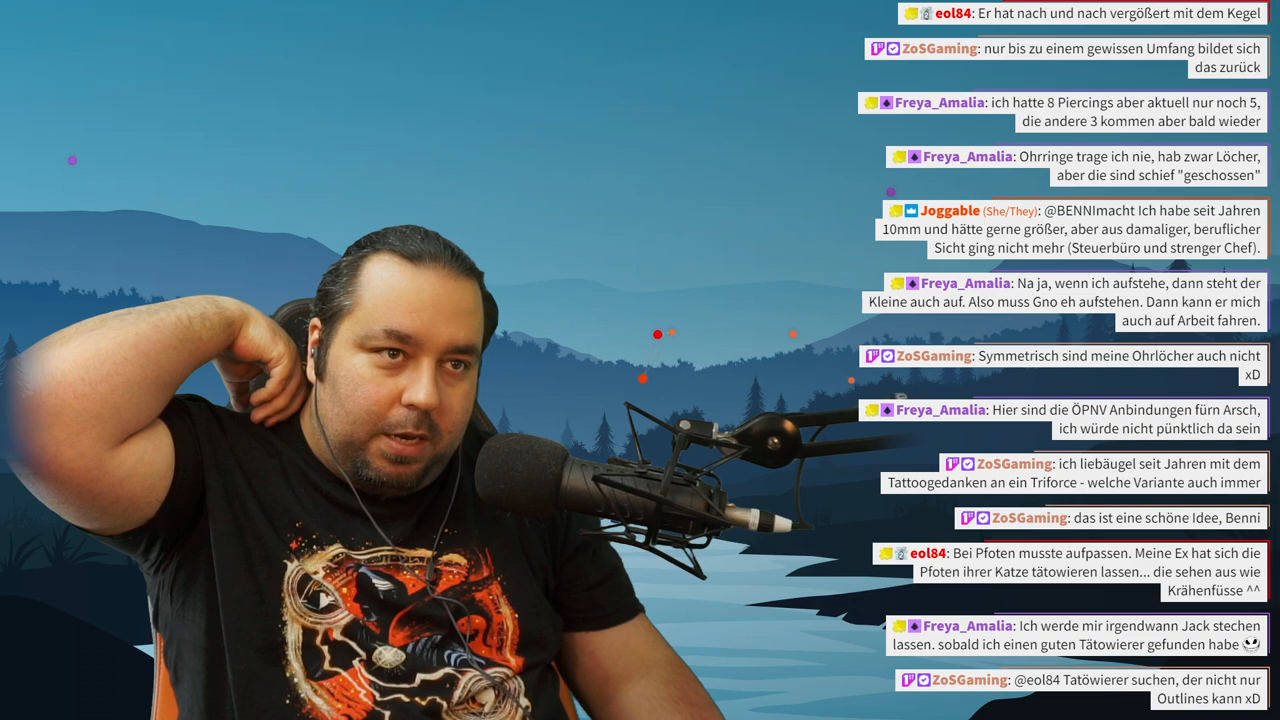 eol84: Er hat nach und nach vergößert mit dem Kegel
ZoSGaming: nur bis zu einem gewissen Umfang bildet sich
das zurück
Freya_Amalia: ich hatte 8 Piercings aber aktuell nur noch 5,
die andere 3 kommen aber bald wieder
Freya_Amalia: Ohrringe trage ich nie, hab zwar Löcher,
aber die sind schief "geschossen"
Joggable (She/They): @BENNImacht Ich habe seit Jahren
10mm und hätte gerne größer, aber aus damaliger, beruflicher
Sicht ging nicht mehr (Steuerbüro und strenger Chef).
Freya_Amalia: Na ja, wenn ich aufstehe, dann steht der
Kleine auch auf. Also muss Gno eh aufstehen. Dann kann er mich
auch auf Arbeit fahren.
ZoSGaming: Symmetrisch sind meine Ohrlöcher auch nicht
xD
Freya_Amalia: Hier sind die ÖPNV Anbindungen fürn Arsch,
ich würde nicht pünktlich da sein
ZoSGaming: ich liebäugel seit Jahren mit dem
Tattoogedanken an ein Triforce - welche Variante auch immer
ZoSGaming: das ist eine schöne Idee, Benni
eol84: Bei Pfoten musste aufpassen. Meine Ex hat sich die
Pfoten ihrer Katze tätowieren lassen... die sehen aus wie
Krähenfüsse ^^
Freya_Amalia: Ich werde mir irgendwann Jack stechen
lassen. sobald ich einen guten Tätowierer gefunden habe
ZoSGaming: @eol84 Tatöwierer suchen, der nicht nur
Outlines kann xD